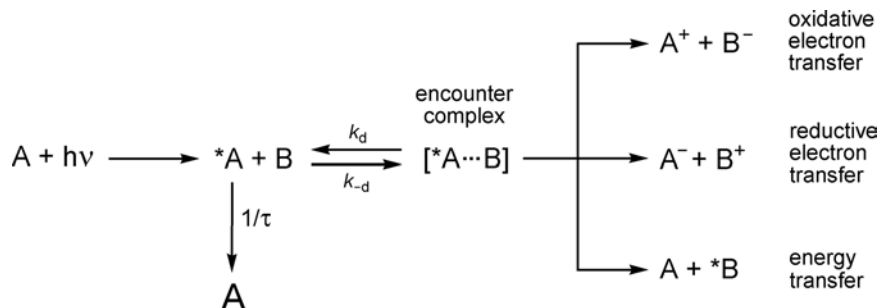 oxidative
electron
transfer
A⁺ + B⁻
encounter
complex
A + hν
*A + B
k_d
k_–d
[*A···B]
A⁻ + B⁺
reductive
electron
transfer
1/τ
A
A + *B
energy
transfer